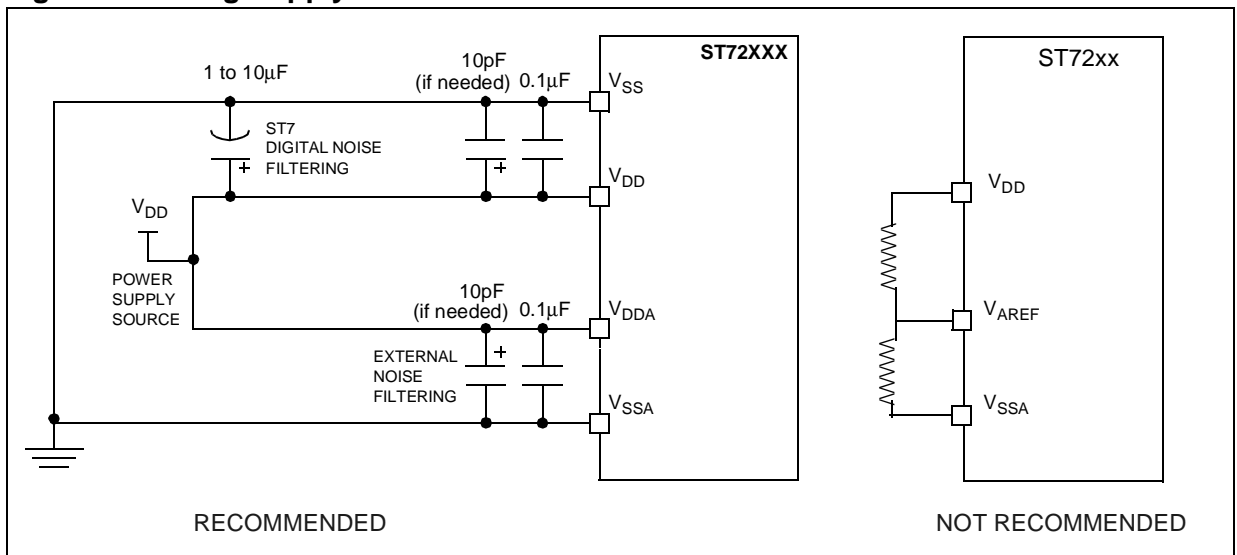 1 to 10µF
10pF
(if needed)
0.1µF
ST72XXX
VSS
ST7
DIGITAL NOISE
FILTERING
+
+
VDD
VDD
POWER
SUPPLY
SOURCE
10pF
(if needed)
0.1µF
VDDA
EXTERNAL
NOISE
FILTERING
+
VSSA
RECOMMENDED
ST72xx
VDD
VAREF
VSSA
NOT RECOMMENDED